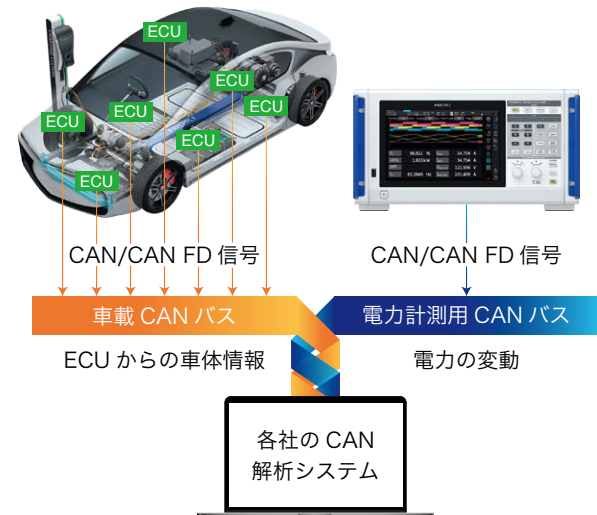 ECU
ECU
ECU
ECU
ECU
ECU
ECU
HIOKI
CAN/CAN FD 信号
CAN/CAN FD 信号
車載 CAN バス
電力計測用 CAN バス
ECU からの車体情報
電力の変動
各社の CAN
解析システム